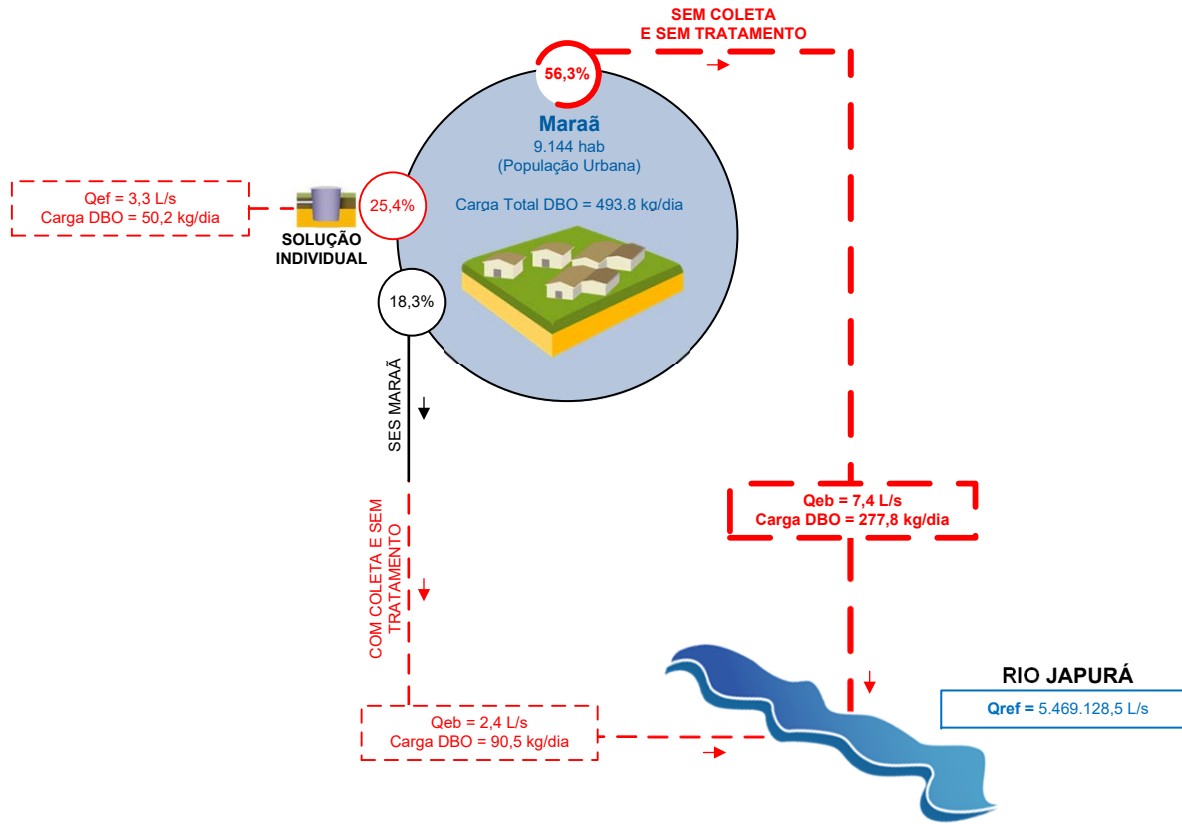 SEM COLETA
E SEM TRATAMENTO
56,3%
Maraã
9.144 hab
(População Urbana)
Carga Total DBO = 493.8 kg/dia
Qef = 3,3 L/s
Carga DBO = 50,2 kg/dia
25,4%
SOLUÇÃO
INDIVIDUAL
18,3%
SES MARAÃ
COM COLETA E SEM
TRATAMENTO
Qeb = 7,4 L/s
Carga DBO = 277,8 kg/dia
Qeb = 2,4 L/s
Carga DBO = 90,5 kg/dia
RIO JAPURÁ
Qref = 5.469.128,5 L/s